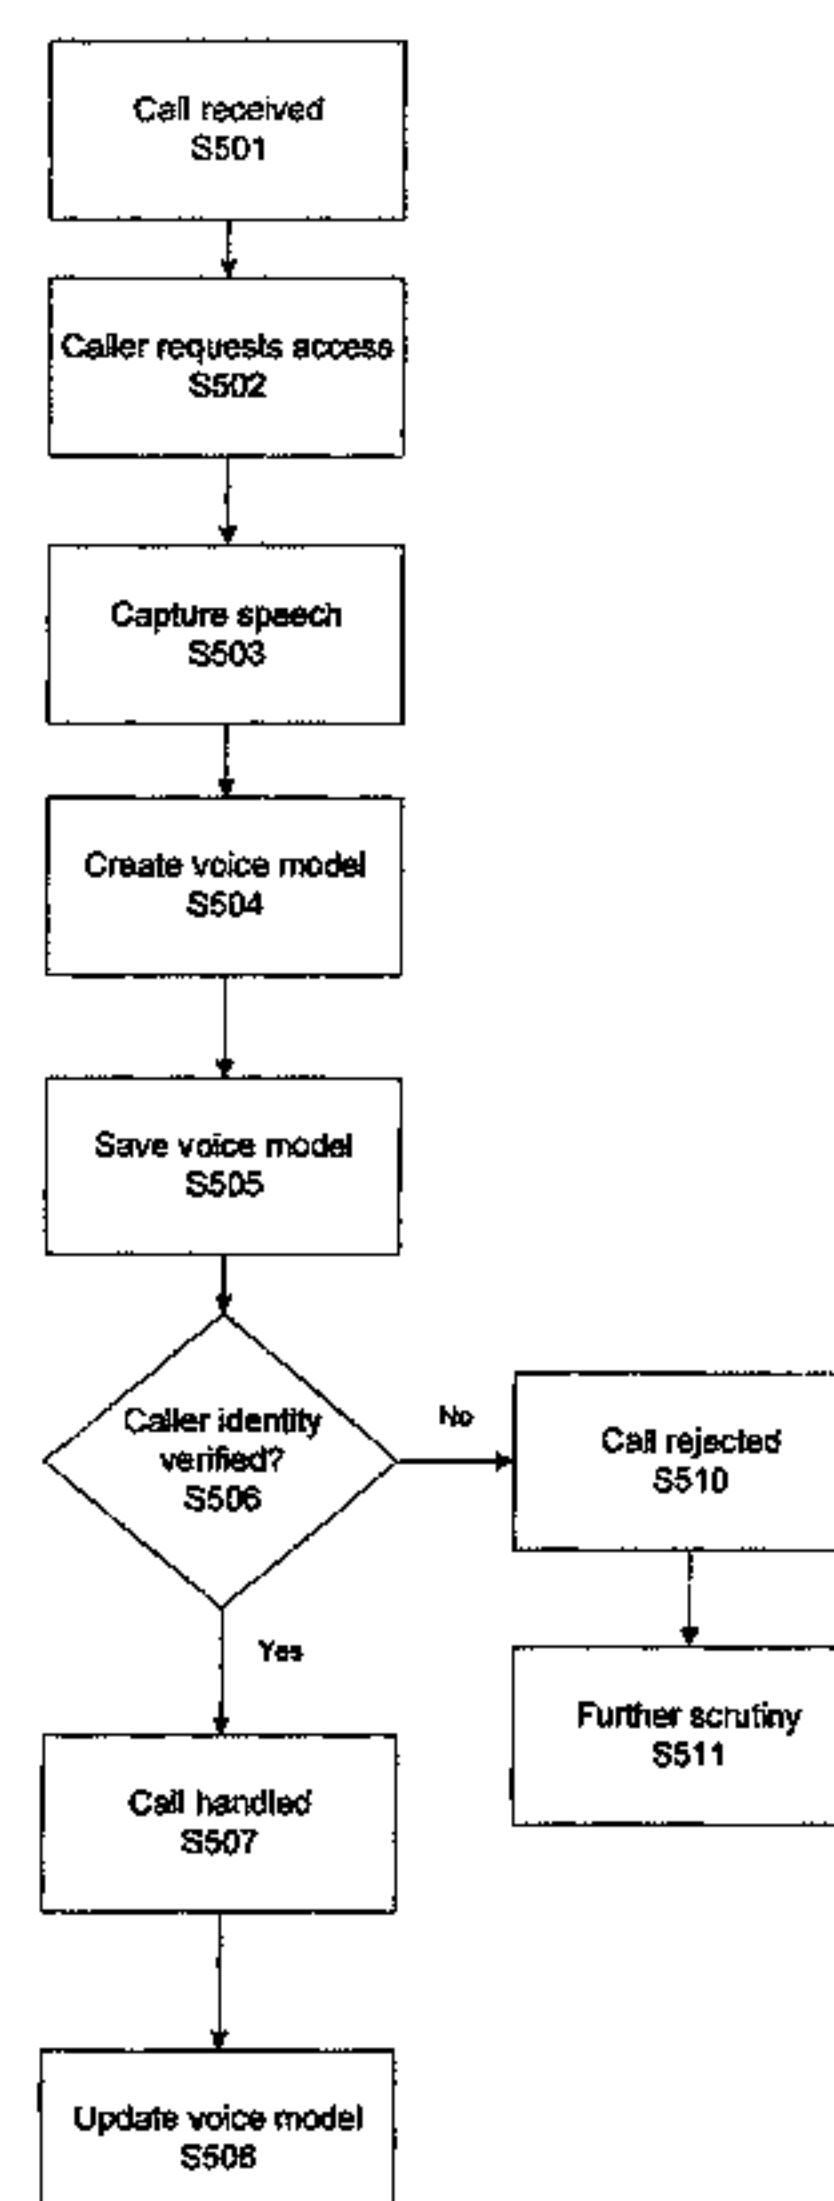 Call received
S501
Caller requests access
S502
Capture speech
S503
Create voice model
S504
Save voice model
S505
Caller identity
verified?
S506
No
Call rejected
S510
Yes
Further scrutiny
S511
Call handled
S507
Update voice model
S508